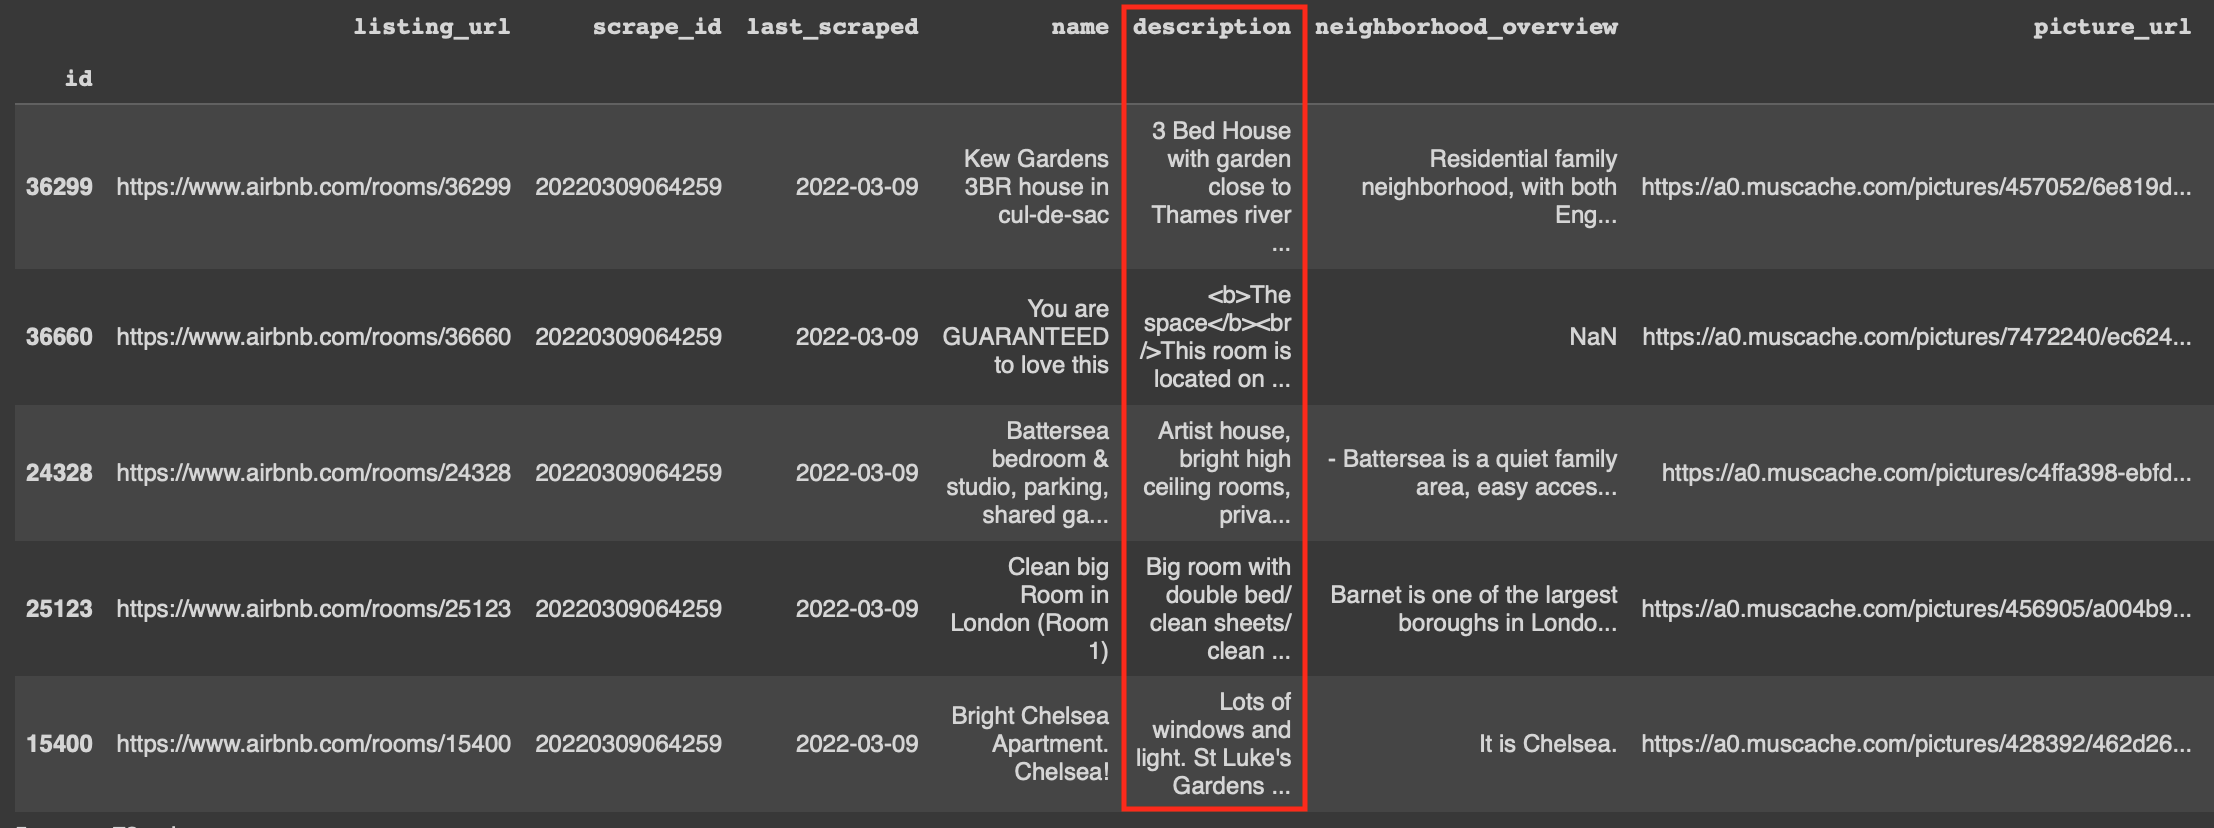 listing_url scrape_id last_scraped name description neighborhood_overview picture_url
id
36299 https://www.airbnb.com/rooms/36299 20220309064259 2022-03-09
Kew Gardens
3BR house in
cul-de-sac
3 Bed House
with garden
close to
Thames river
...
Residential family
neighborhood, with both
Eng...
https://a0.muscache.com/pictures/457052/6e819d...
36660 https://www.airbnb.com/rooms/36660 20220309064259 2022-03-09
You are
GUARANTEED
to love this
<b>The
space</b><br
/>This room is
located on ...
NaN
https://a0.muscache.com/pictures/7472240/ec624...
24328 https://www.airbnb.com/rooms/24328 20220309064259 2022-03-09
Battersea
bedroom &
studio, parking,
shared ga...
Artist house,
bright high
ceiling rooms,
priva...
- Battersea is a quiet family
area, easy acces...
https://a0.muscache.com/pictures/c4ffa398-ebfd...
25123 https://www.airbnb.com/rooms/25123 20220309064259 2022-03-09
Clean big
Room in
London (Room
1)
Big room with
double bed/
clean sheets/
clean ...
Barnet is one of the largest
boroughs in Londo...
https://a0.muscache.com/pictures/456905/a004b9...
15400 https://www.airbnb.com/rooms/15400 20220309064259 2022-03-09
Bright Chelsea
Apartment.
Chelsea!
Lots of
windows and
light. St Luke's
Gardens ...
It is Chelsea.
https://a0.muscache.com/pictures/428392/462d26...